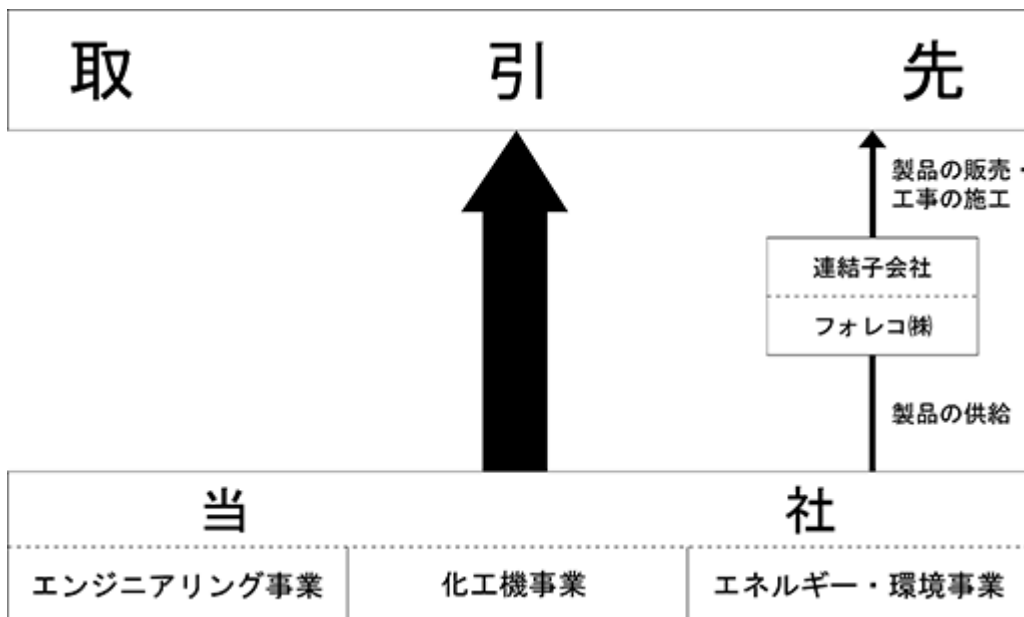 取引先
製品の販売・
工事の施工
連結子会社
フォレコ㈱
製品の供給
当社
エンジニアリング事業
化工機事業
エネルギー・環境事業